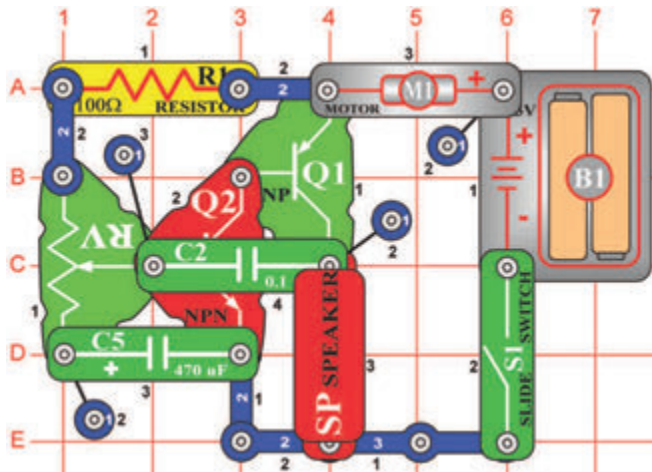 1 2 3 4 5 6 7
A
B
C
D
E
1
R1
100Ω
RESISTOR
2
2
3
MOTOR
M1
+
3V
+
-
B1
2
2
3
1
2
1
1
Q1
NP
Q2
2
1
RV
1
2
C2
0.1
4
NPN
C5
+
470 uF
3
1
2
2
1
SP SPEAKER
3
S1
SLIDE SWITCH
2
2
2
3
1